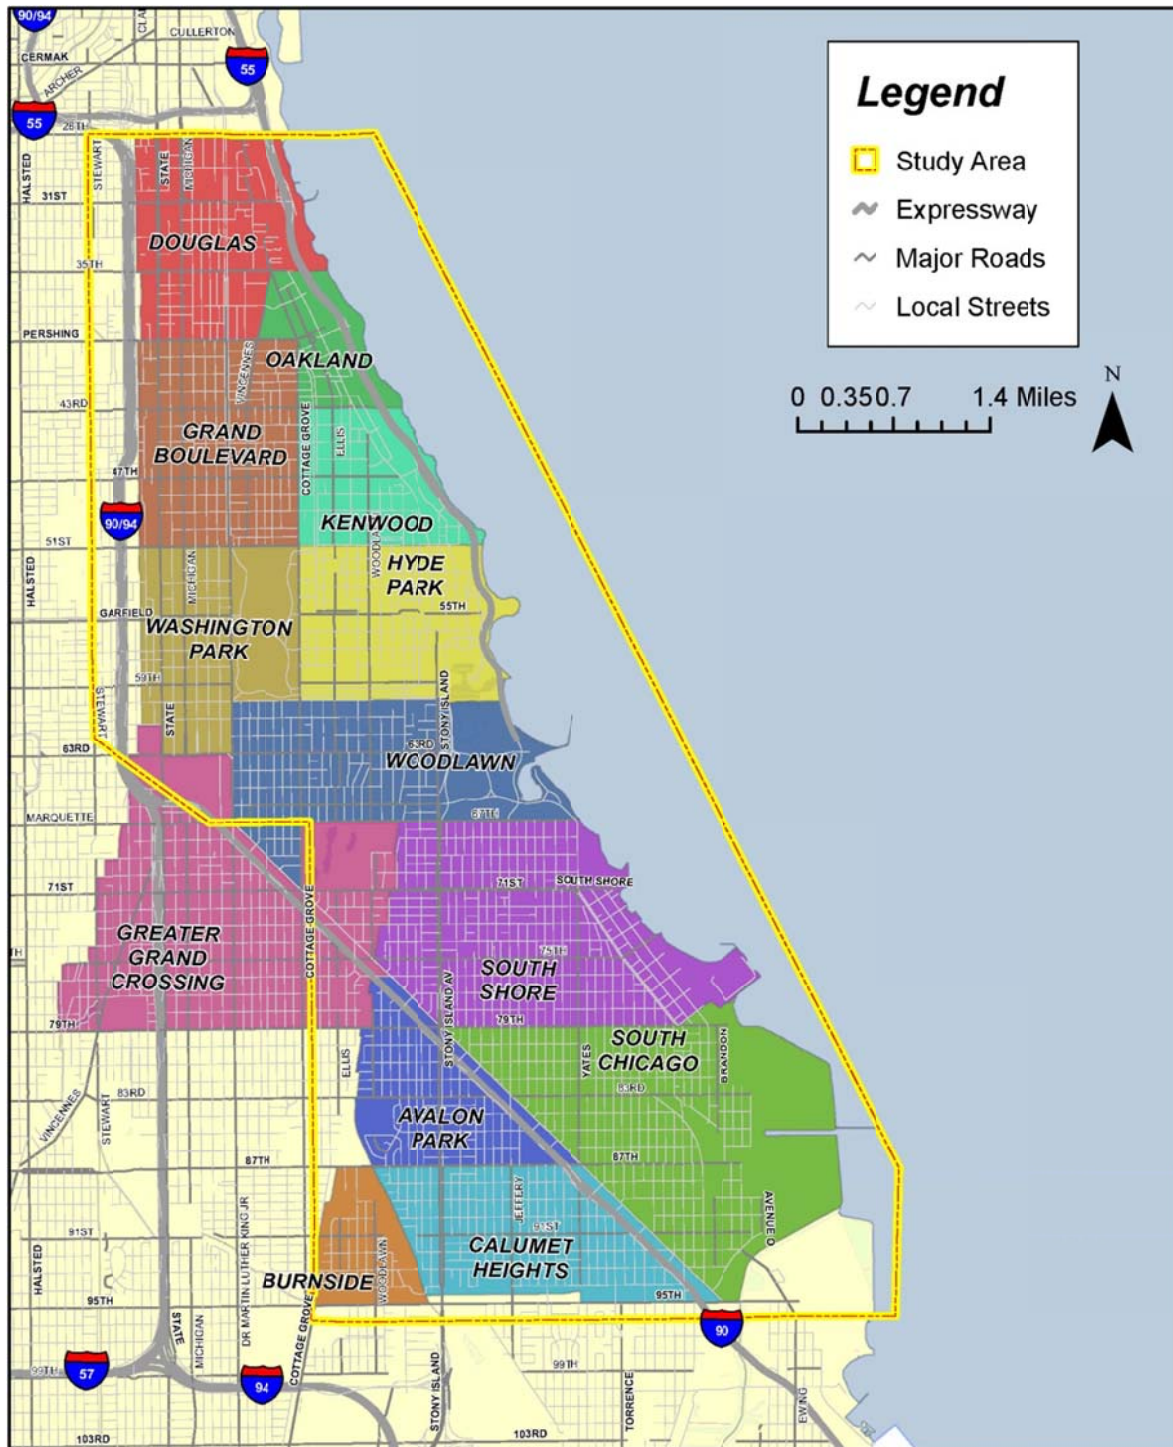 90/94
CLA
CULLERTON
CERMAK
ARCHER
55
55
28TH
Legend
Study Area
Expressway
Major Roads
Local Streets
HALSTED
STEWART
STATE
MICHIGAN
31ST
DOUGLAS
35TH
PERSHING
VINCENNES
OAKLAND
N
0 0.35 0.7 1.4 Miles
43RD
GRAND
BOULEVARD
COTTAGE GROVE
ELLIS
47TH
90/94
KENWOOD
WOODLAWN
51ST
HYDE
PARK
HALSTED
MICHIGAN
GARFIELD
55TH
WASHINGTON
PARK
59TH
STEWART
STATE
STONY ISLAND
63RD
63RD
WOODLAWN
MARQUETTE
67TH
71ST
71ST
SOUTH SHORE
GREATER
GRAND
CROSSING
COTTAGE GROVE
TH
75TH
SOUTH
SHORE
79TH
79TH
STONY ISLAND AV
SOUTH
CHICAGO
ELLIS
YATES
BRANDON
VINCENNES
STEWART
83RD
83RD
AVALON
PARK
87TH
87TH
HALSTED
91ST
DR MARTIN LUTHER KING JR
WOODLAWN
JEFFERY
91ST
AVENUE O
CALUMET
HEIGHTS
BURNSIDE
95TH
95TH
90
STATE
MICHIGAN
COTTAGE GROVE
99TH
57
94
STONY ISLAND
99TH
TORRENCE
EWING
103RD
103RD